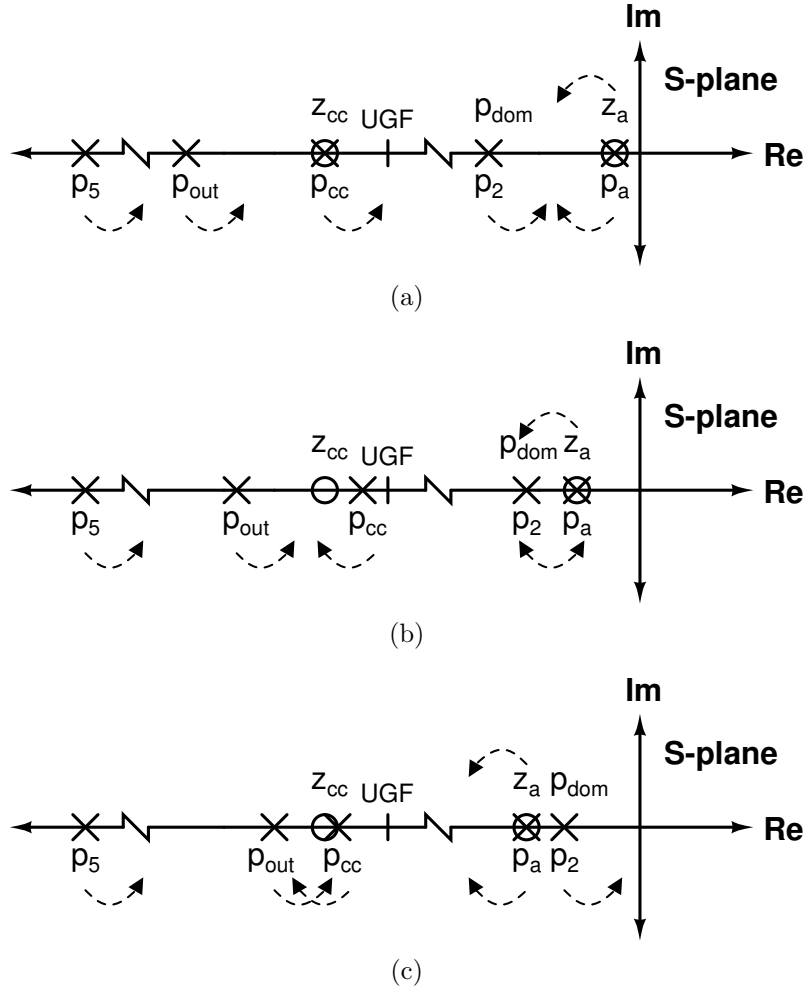 Im
S-plane
z_cc UGF p_dom z_a
Re
p_5 p_out p_cc p_2 p_a
(a)
Im
S-plane
z_cc UGF p_dom z_a
Re
p_5 p_out p_cc p_2 p_a
(b)
Im
S-plane
z_cc UGF z_a p_dom
Re
p_5 p_out p_cc p_a p_2
(c)